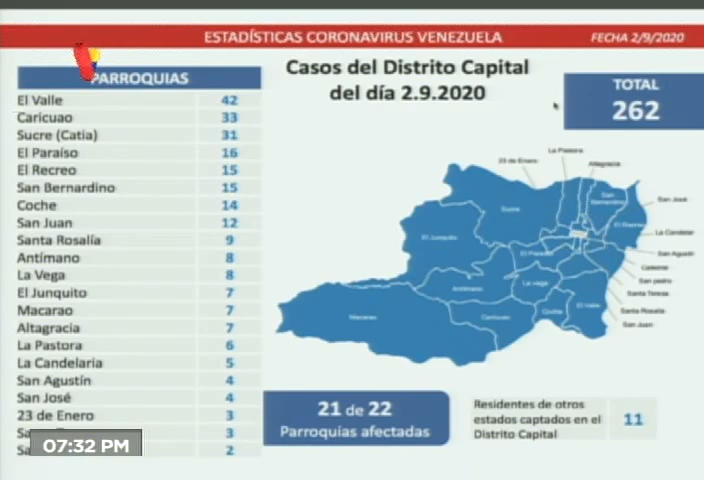 ESTADÍSTICAS CORONAVIRUS VENEZUELA
FECHA 2/9/2020
PARROQUIAS
El Valle 42
Caricuao 33
Sucre (Catia) 31
El Paraíso 16
El Recreo 15
San Bernardino 15
Coche 14
San Juan 12
Santa Rosalía 9
Antímano 8
La Vega 8
El Junquito 7
Macarao 7
Altagracia 7
La Pastora 6
La Candelaria 5
San Agustín 4
San José 4
23 de Enero 3
3
2
07:32 PM
Casos del Distrito Capital
del día 2.9.2020
TOTAL
262
La Pastora
23 de Enero
Altagracia
San
Bernardino
San José
Sucre
El Recreo
La Candelar
El Junquito
El Paraíso
San Agustín
Catedral
San pedro
Antímano
La vega
Santa Teresa
El Valle
Santa Rosalía
Macarao
Caricuao
Coche
San Juan
21 de 22
Parroquias afectadas
Residentes de otros
estados captados en el
Distrito Capital
11